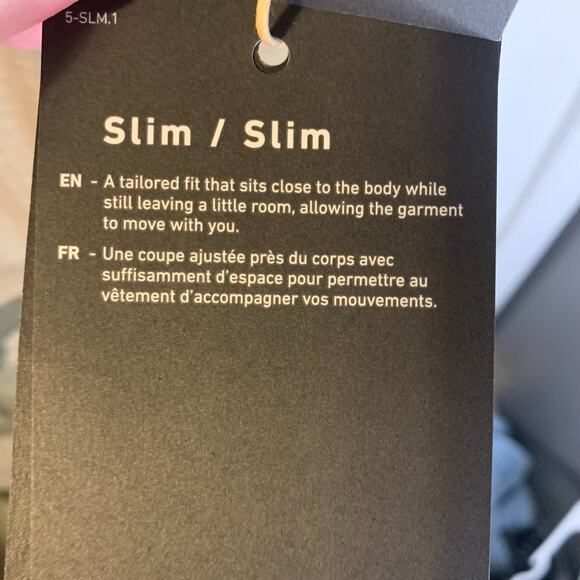 5-SLM.1
Slim / Slim
EN - A tailored fit that sits close to the body while
still leaving a little room, allowing the garment
to move with you.
FR - Une coupe ajustée près du corps avec
suffisamment d'espace pour permettre au
vêtement d'accompagner vos mouvements.